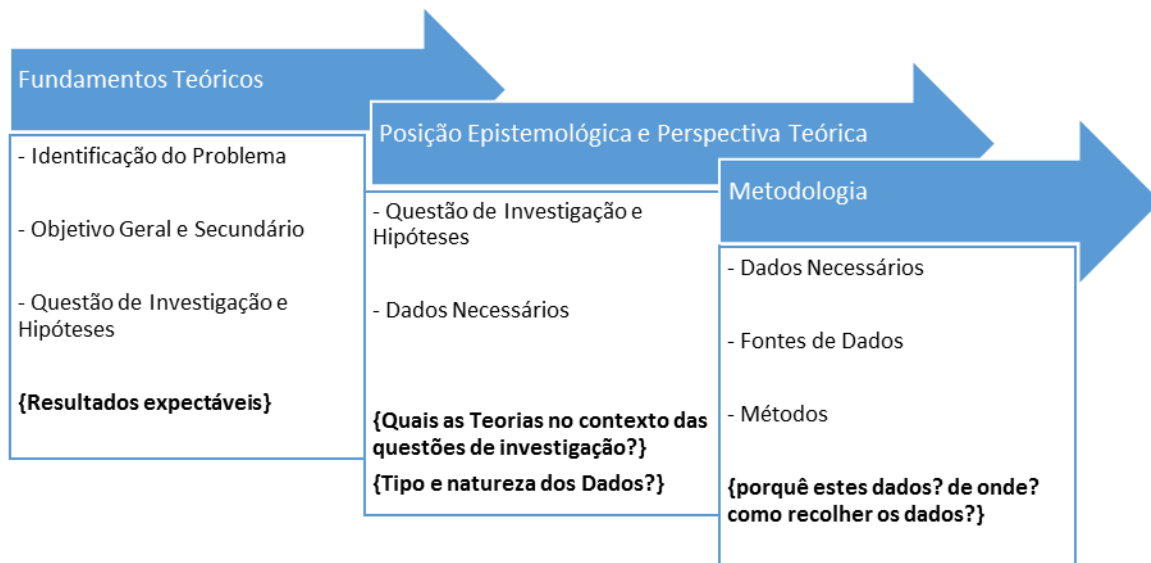 Fundamentos Teóricos
- Identificação do Problema
- Objetivo Geral e Secundário
- Questão de Investigação e
Hipóteses
{Resultados expectáveis}
Posição Epistemológica e Perspectiva Teórica
- Questão de Investigação e
Hipóteses
- Dados Necessários
{Quais as Teorias no contexto das
questões de investigação?}
{Tipo e natureza dos Dados?}
Metodologia
- Dados Necessários
- Fontes de Dados
- Métodos
{porquê estes dados? de onde?
como recolher os dados?}